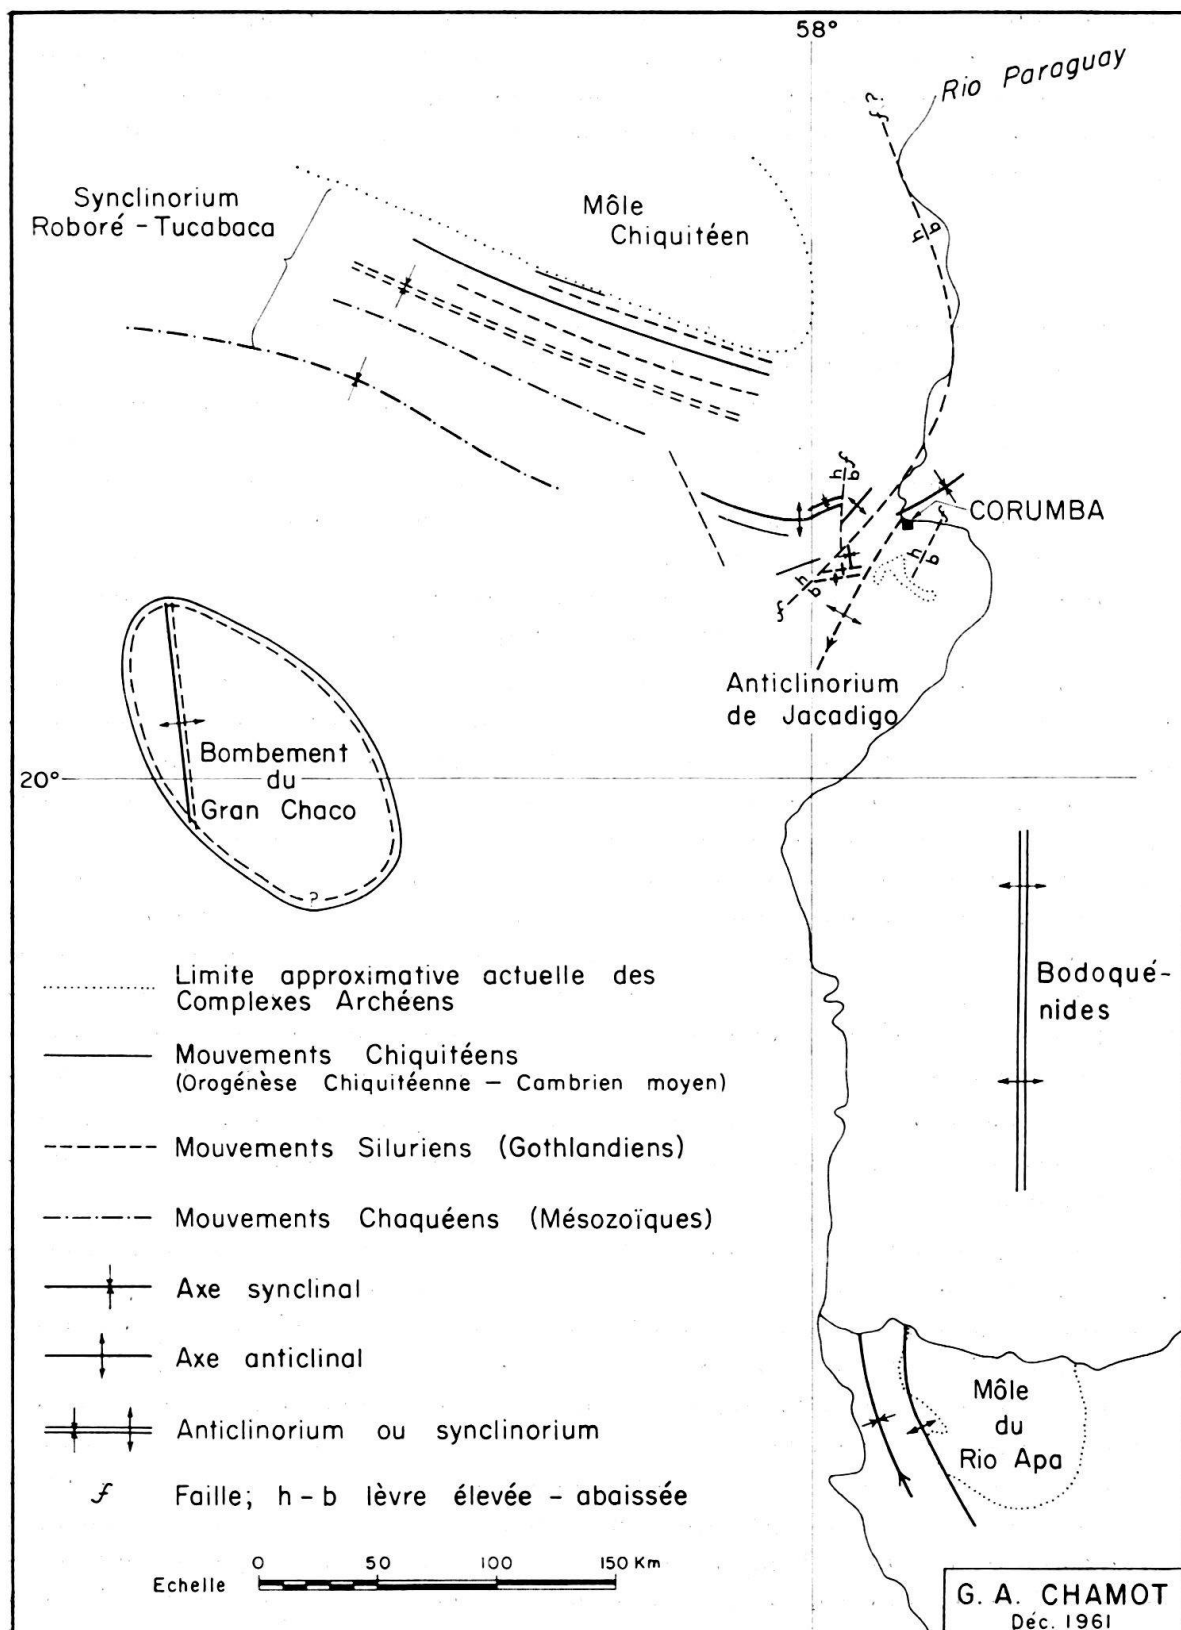 58°
Rio Paraguay
f?
h
b
Synclinorium
Roboré - Tucabaca
Môle
Chiquitéen
h
b
f
CORUMBA
f
h
b
h
b
f
Anticlinorium
de Jacadigo
Bombement
du
Gran Chaco
20°
?
Bodoqué-
nides
Limite approximative actuelle des
Complexes Archéens
Mouvements Chiquitéens
(Orogénèse Chiquitéenne – Cambrien moyen)
Mouvements Siluriens (Gothlandiens)
Mouvements Chaquéens (Mésozoïques)
Axe synclinal
Axe anticlinal
Anticlinorium ou synclinorium
f Faille; h - b lèvre élevée - abaissée
Môle
du
Rio Apa
0 50 100 150 Km
Echelle
G. A. CHAMOT
Déc. 1961